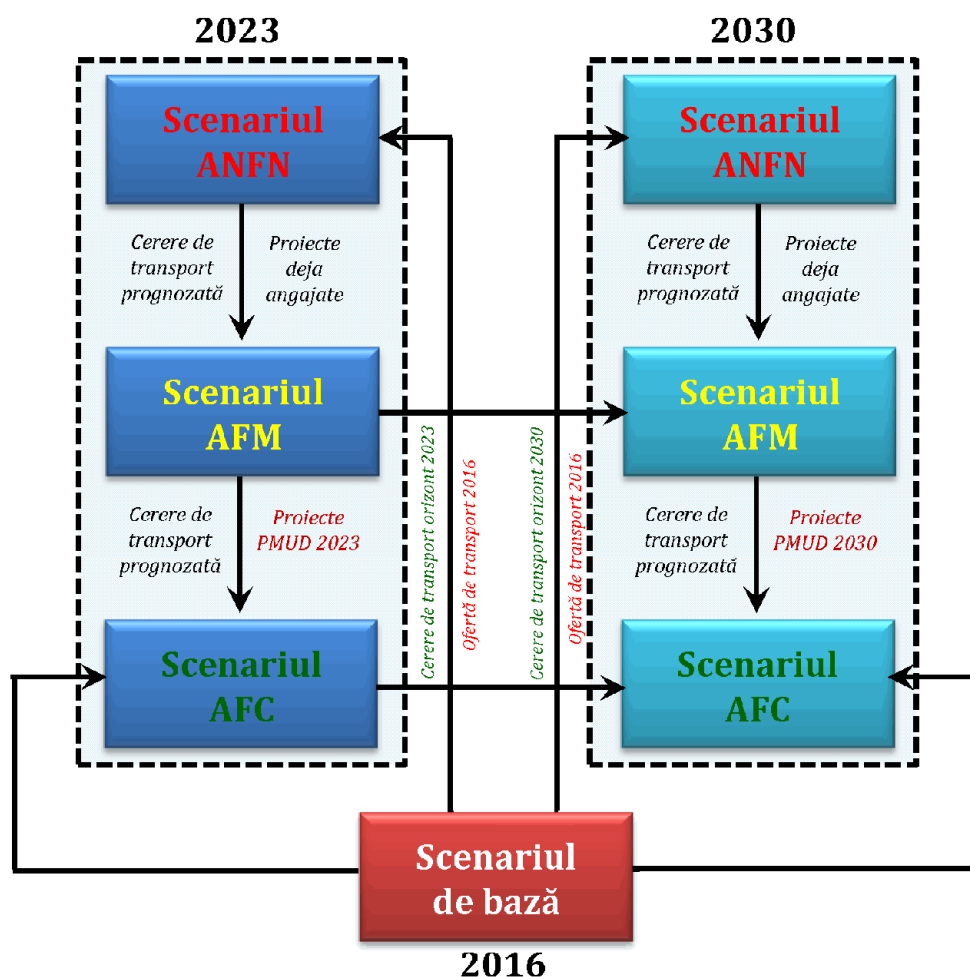 2023
Scenariul
ANFN
Cerere de
transport
prognozată
Proiecte
deja
angajate
Scenariul
AFM
Cerere de
transport
prognozată
Proiecte
PMUD 2023
Scenariul
AFC
Cerere de transport orizont 2023
Ofertă de transport 2016
Cerere de transport orizont 2030
Ofertă de transport 2016
2030
Scenariul
ANFN
Cerere de
transport
prognozată
Proiecte
deja
angajate
Scenariul
AFM
Cerere de
transport
prognozată
Proiecte
PMUD 2030
Scenariul
AFC
Scenariul
de bază
2016